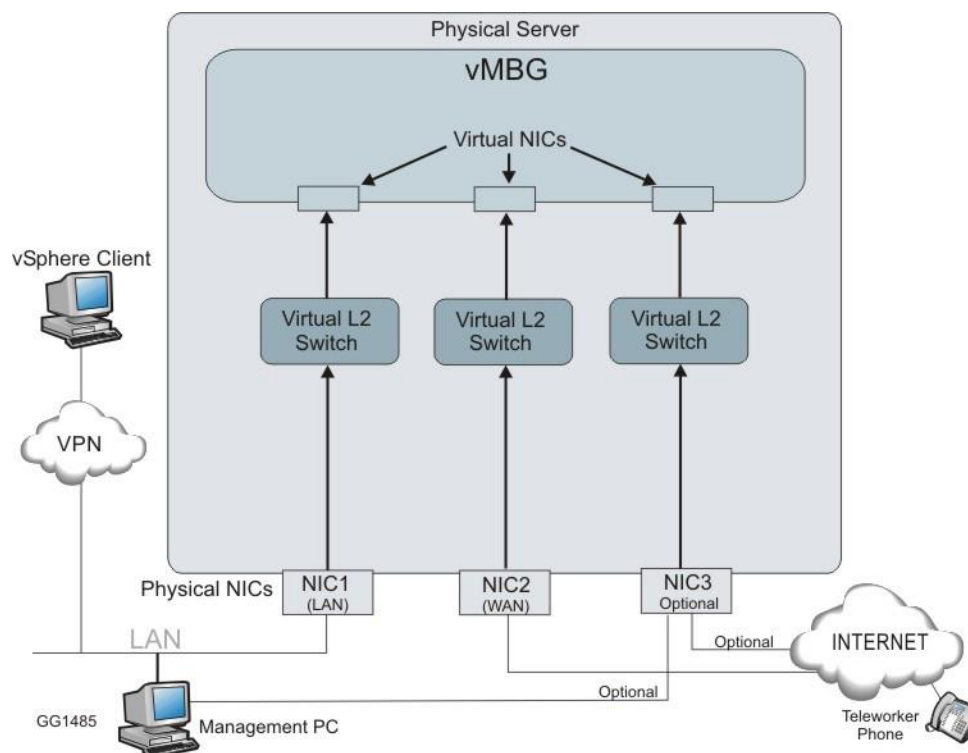 Physical Server
vMBG
Virtual NICs
vSphere Client
Virtual L2
Switch
Virtual L2
Switch
Virtual L2
Switch
VPN
Physical NICs
NIC1
(LAN)
NIC2
(WAN)
NIC3
Optional
LAN
Optional
INTERNET
Optional
GG1485
Management PC
Teleworker
Phone